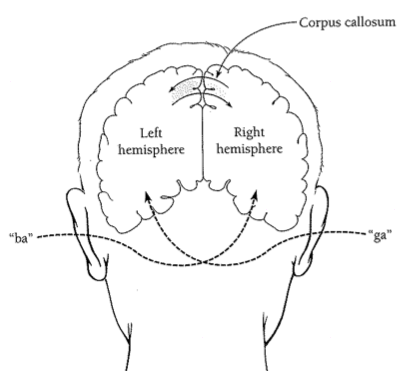 Corpus callosum
Left
hemisphere
Right
hemisphere
“ba”
“ga”